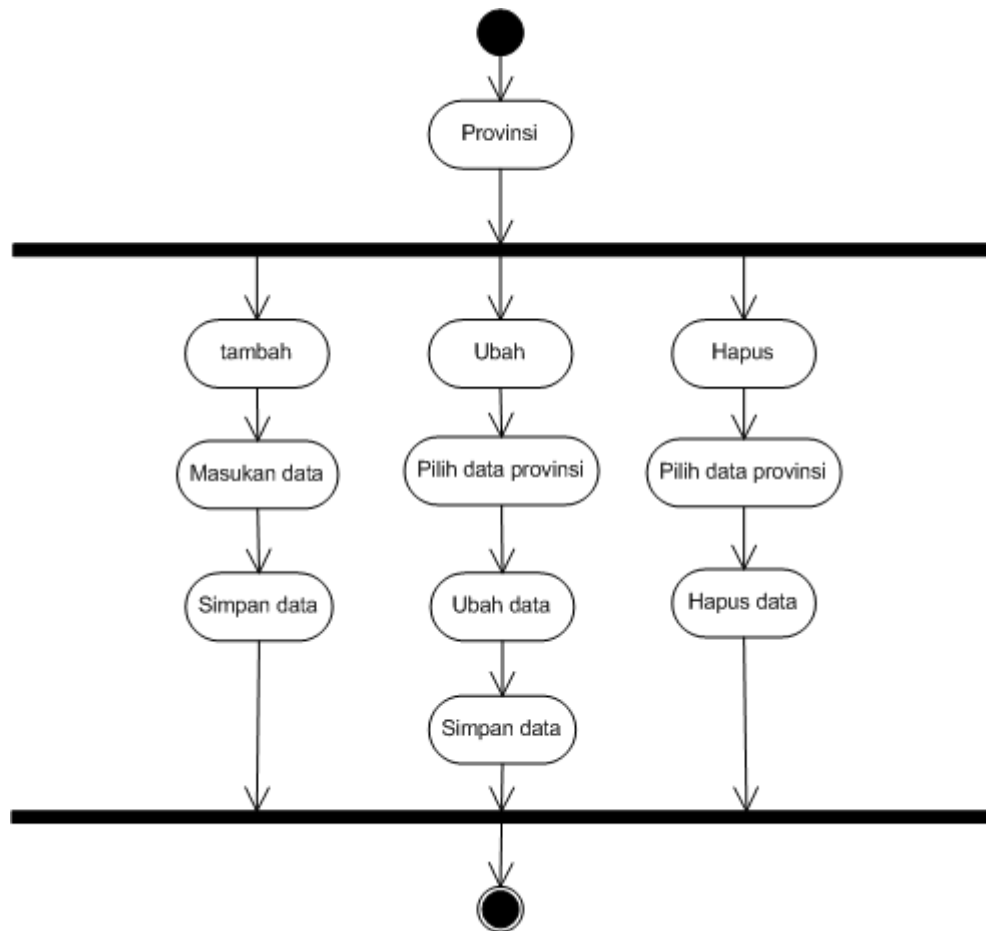 Provinsi
tambah
Ubah
Hapus
Masukan data
Pilih data provinsi
Pilih data provinsi
Simpan data
Ubah data
Hapus data
Simpan data